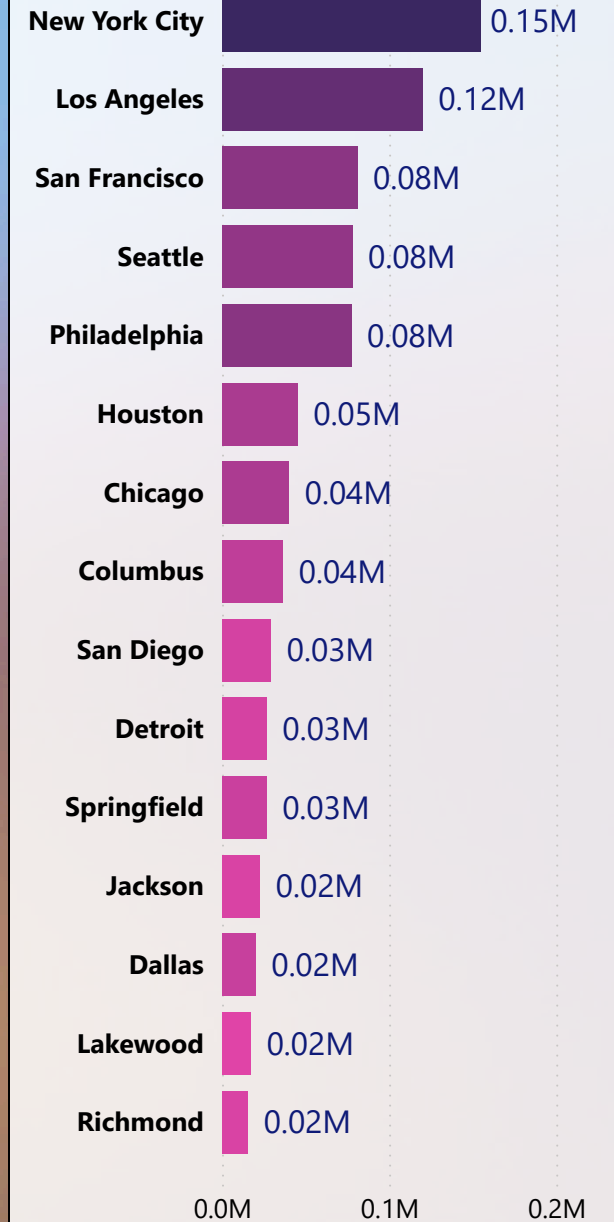 New York City 0.15M
Los Angeles 0.12M
San Francisco 0.08M
Seattle 0.08M
Philadelphia 0.08M
Houston 0.05M
Chicago 0.04M
Columbus 0.04M
San Diego 0.03M
Detroit 0.03M
Springfield 0.03M
Jackson 0.02M
Dallas 0.02M
Lakewood 0.02M
Richmond 0.02M
0.0M 0.1M 0.2M